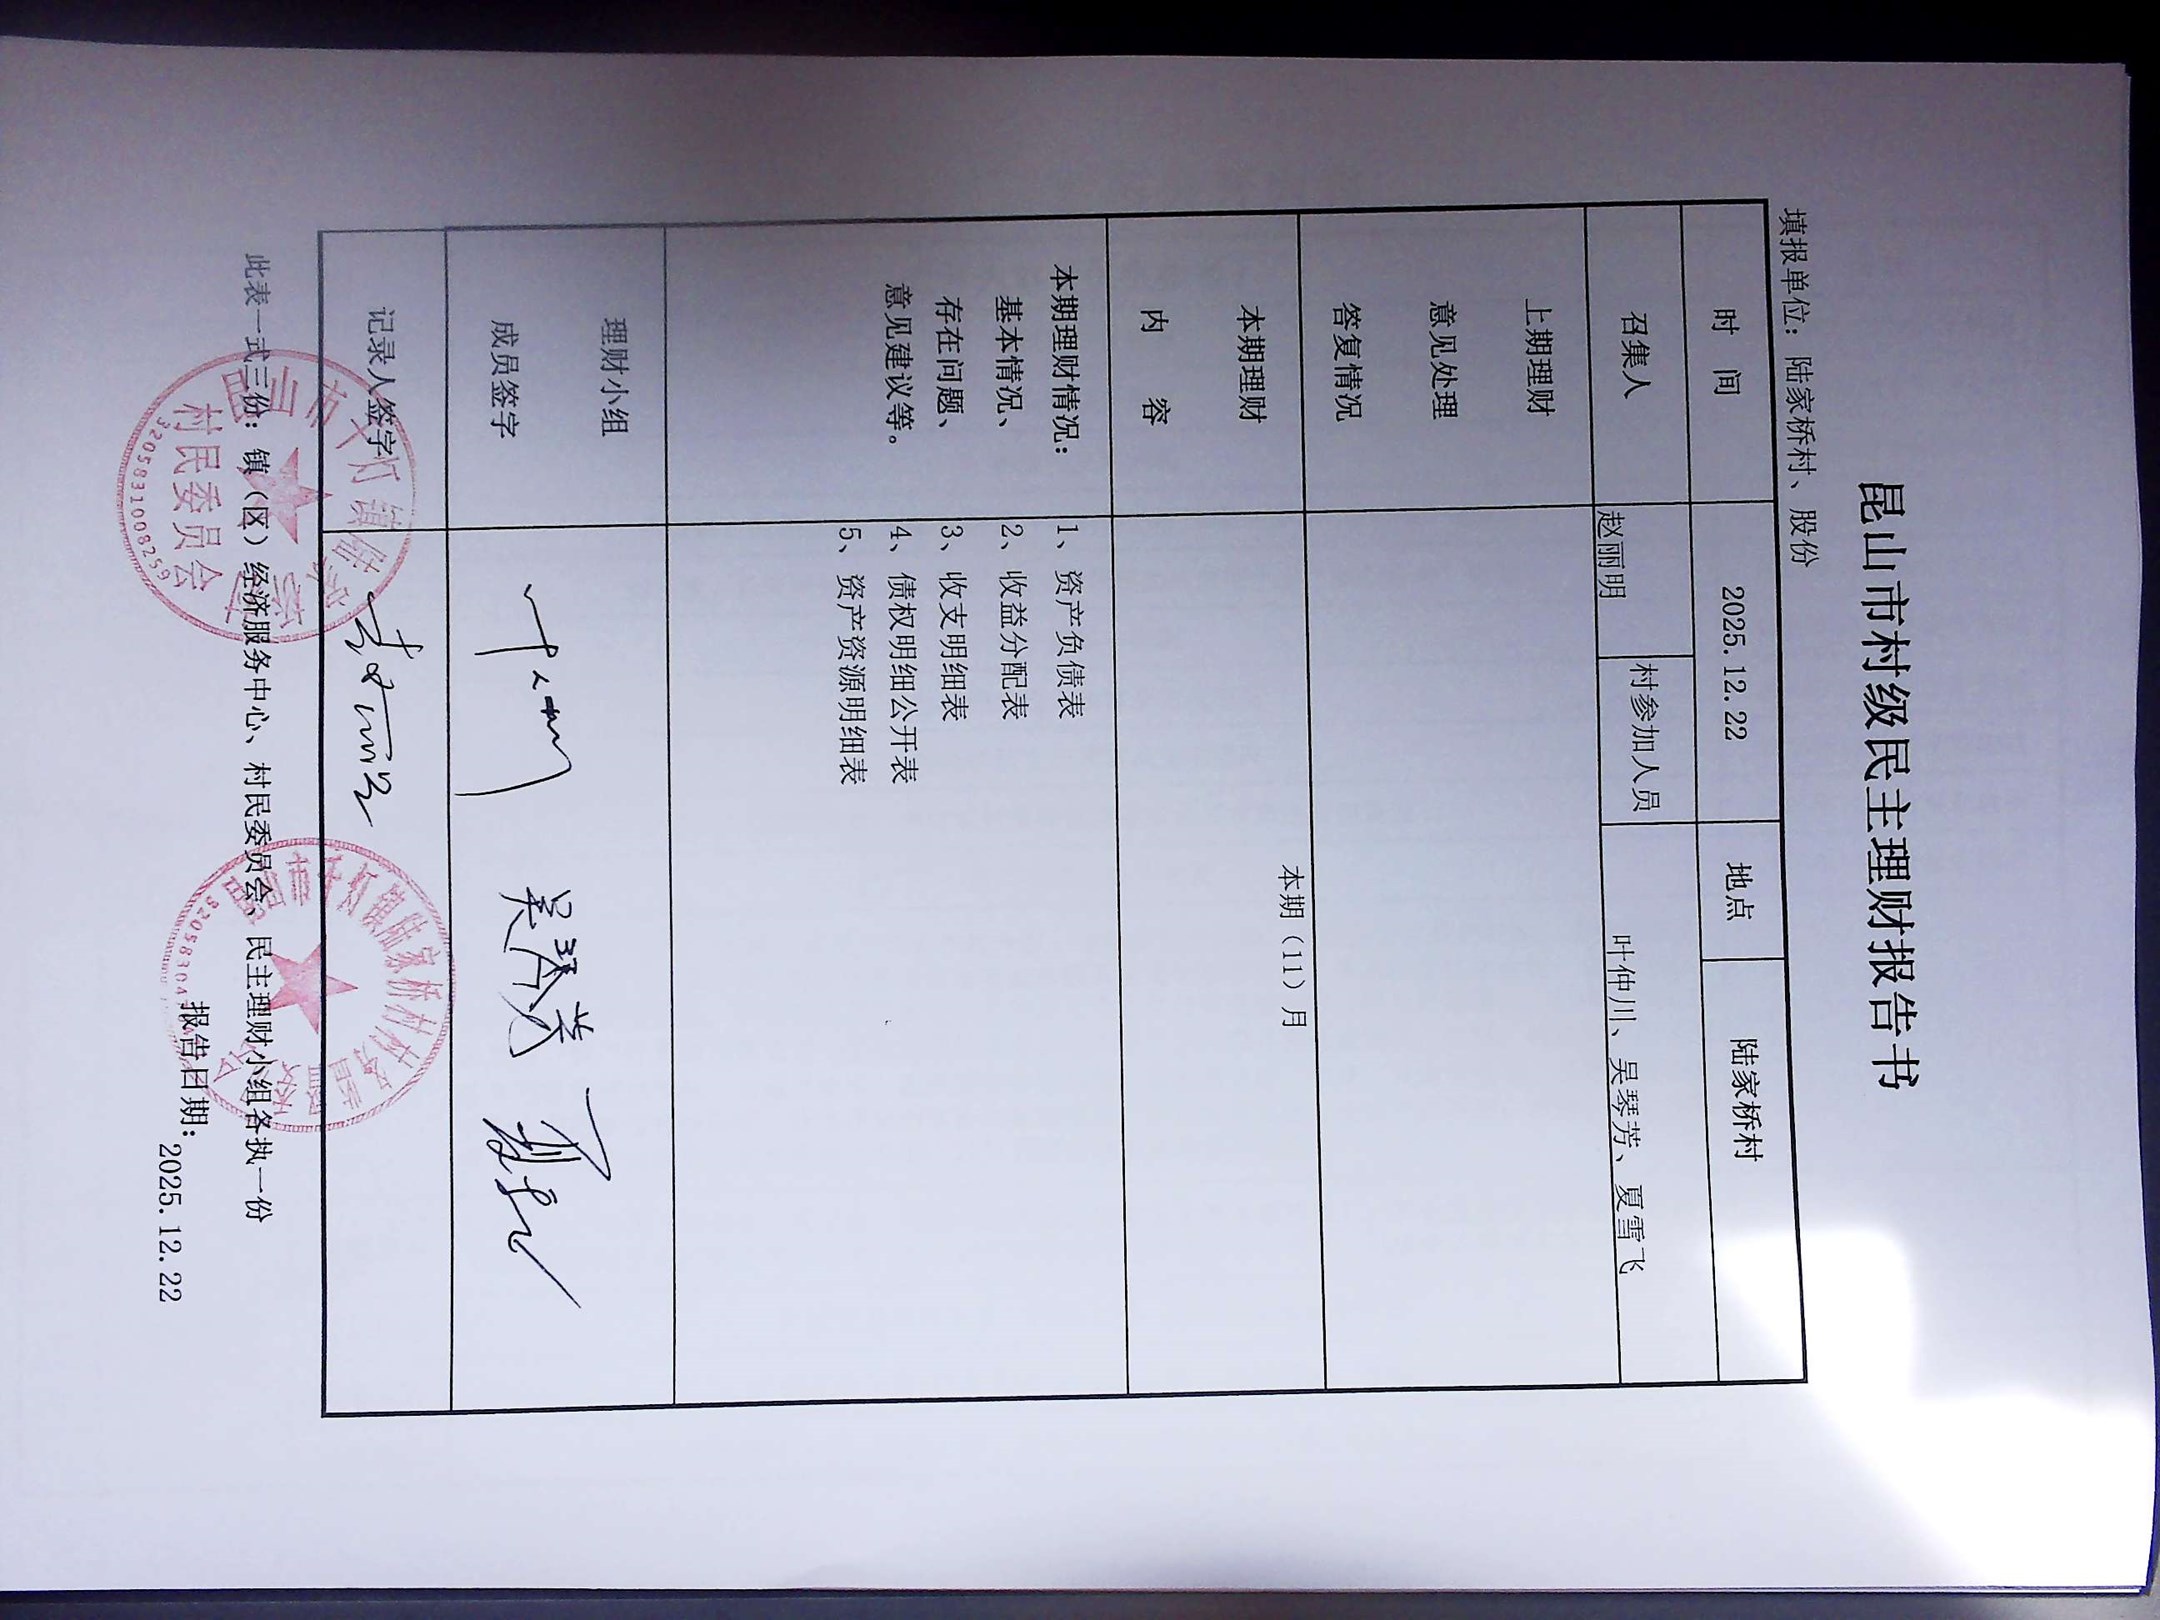 昆山市村级民主理财报告书
填报单位：陆家桥村、股份
时 间 2025.12.22 地点 陆家桥村
召集人 赵丽明 村参加人员 叶仲川、吴琴芳、夏雪飞
上期理财
意见处理
答复情况
本期（11）月
本期理财
内 容
本期理财情况：
基本情况、
存在问题、
意见建议等。
1、资产负债表
2、收益分配表
3、收支明细表
4、债权明细公开表
5、资产资源明细表
理财小组
成员签字
吴琴芳
记录人签字
此表一式三份：镇（区）经济服务中心、村民委员会、民主理财小组各执一份
报告日期：
2025.12.22
村民委员会
3205831008259